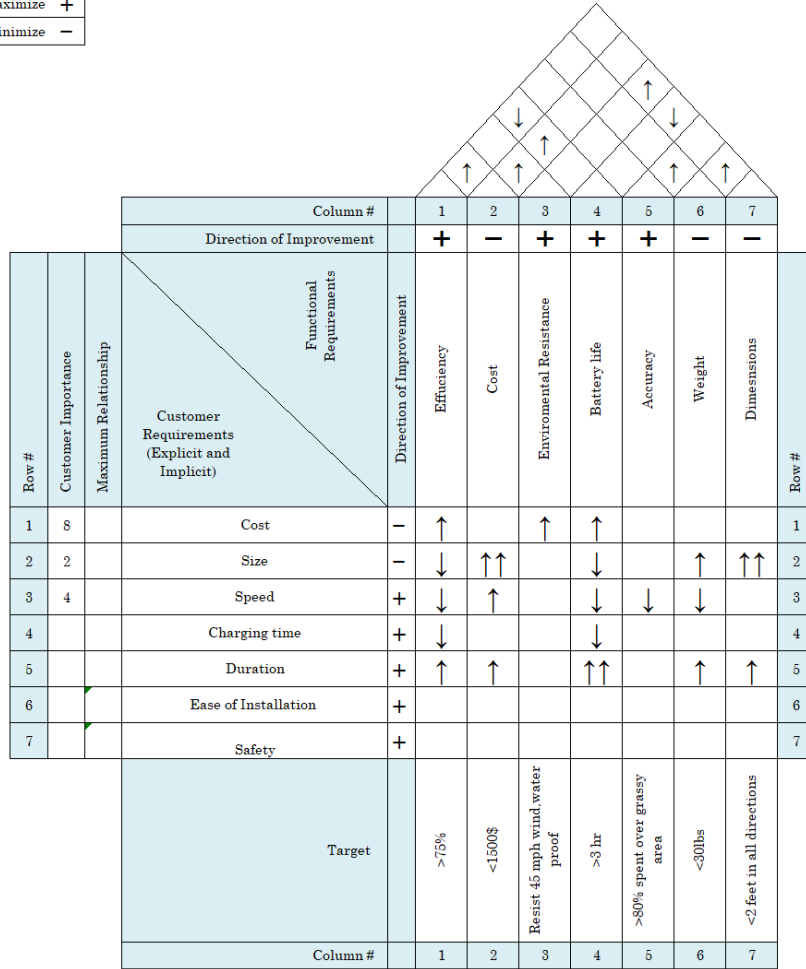 aximize +
inimize −
↑
↓ ↓
↑
↑ ↑ ↑ ↑
Column # 1 2 3 4 5 6 7
Direction of Improvement + − + + + − −
Row #
Customer Importance
Maximum Relationship
Functional
Requirements
Customer
Requirements
(Explicit and
Implicit)
Direction of Improvement
Effuciency
Cost
Enviromental Resistance
Battery life
Accuracy
Weight
Dimesnsions
Row #
1 8 Cost − ↑ ↑ ↑ 1
2 2 Size − ↓ ↑↑ ↓ ↑ ↑↑ 2
3 4 Speed + ↓ ↑ ↓ ↓ ↓ 3
4 Charging time + ↓ ↓ 4
5 Duration + ↑ ↑ ↑↑ ↑ ↑ 5
6 Ease of Installation + 6
7 Safety + 7
Target
>75%
<1500$
Resist 45 mph wind,water
proof
>3 hr
>80% spent over grassy
area
<30lbs
<2 feet in all directions
Column # 1 2 3 4 5 6 7